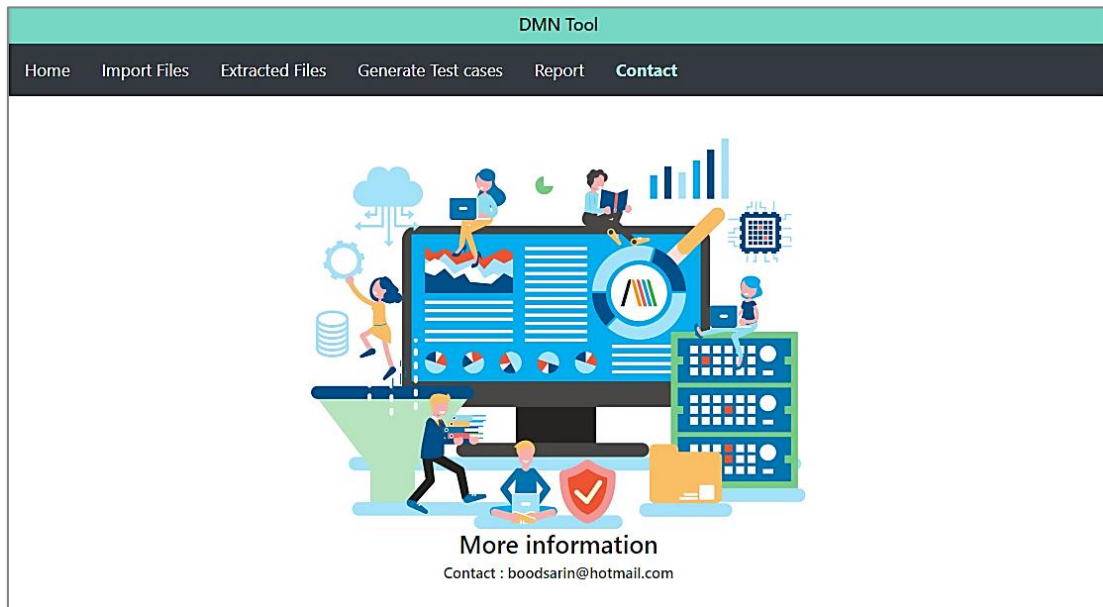 DMN Tool
Home Import Files Extracted Files Generate Test cases Report Contact
More information
Contact : boodsarin@hotmail.com